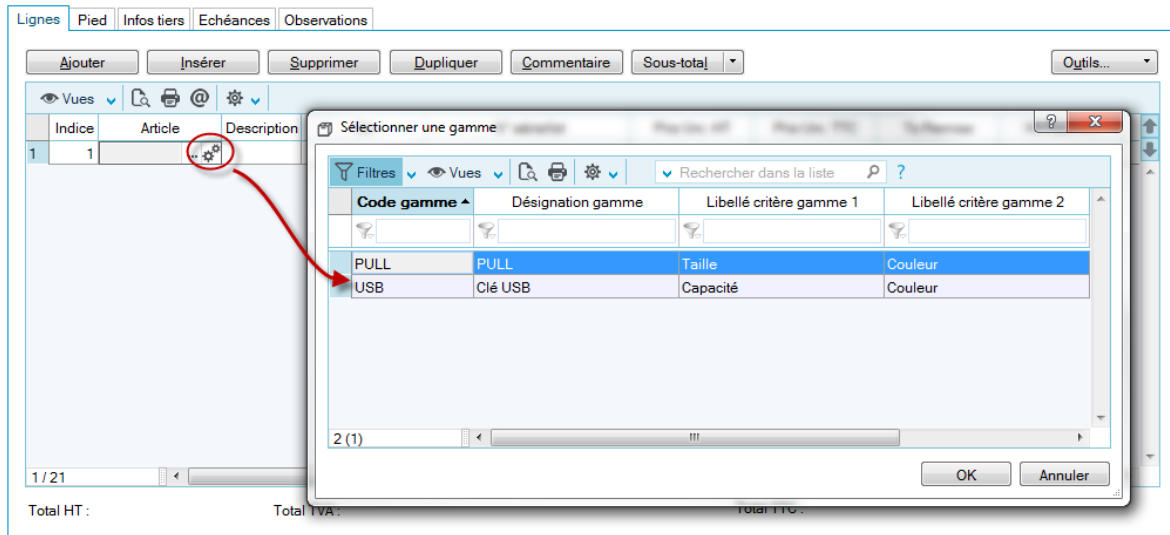 Lignes Pied Infos tiers Echéances Observations
Ajouter Insérer Supprimer Dupliquer Commentaire Sous-total Outils...
Vues
Indice Article Description
1 1 ..
Sélectionner une gamme
Filtres Vues Rechercher dans la liste ?
Code gamme Désignation gamme Libellé critère gamme 1 Libellé critère gamme 2
PULL PULL Taille Couleur
USB Clé USB Capacité Couleur
2 (1)
OK Annuler
1 / 21
Total HT : Total TVA : Total TTC :